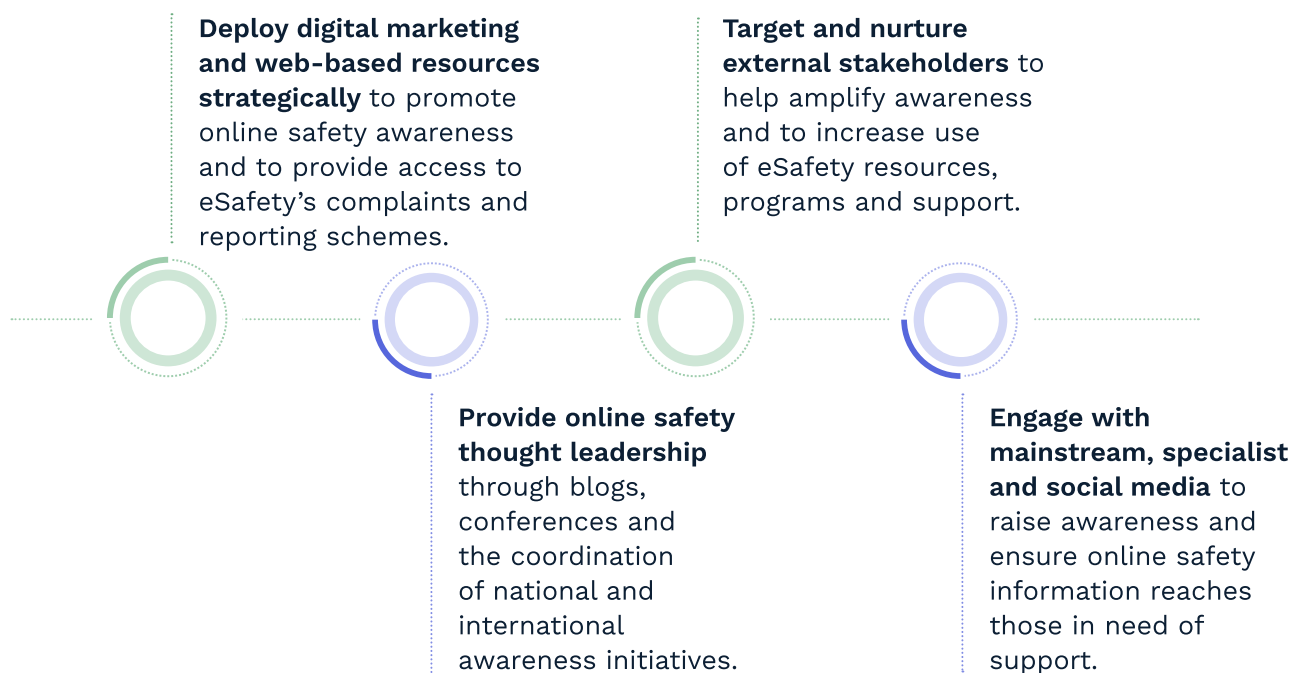 Deploy digital marketing
and web-based resources
strategically to promote
online safety awareness
and to provide access to
eSafety’s complaints and
reporting schemes.
Provide online safety
thought leadership
through blogs,
conferences and
the coordination
of national and
international
awareness initiatives.
Target and nurture
external stakeholders to
help amplify awareness
and to increase use
of eSafety resources,
programs and support.
Engage with
mainstream, specialist
and social media to
raise awareness and
ensure online safety
information reaches
those in need of
support.